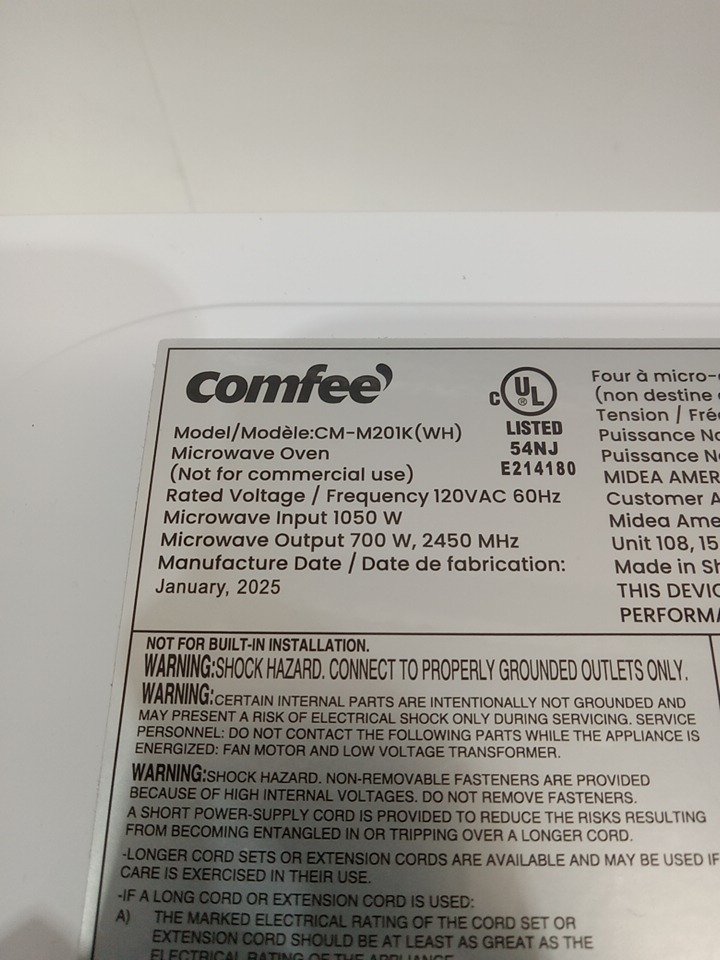 comfee'
Model/Modèle:CM-M201K(WH)
Microwave Oven
(Not for commercial use)
Rated Voltage / Frequency 120VAC 60Hz
Microwave Input 1050 W
Microwave Output 700 W, 2450 MHz
Manufacture Date / Date de fabrication:
January, 2025
C UL ®
LISTED
54NJ
E214180
Four à micro-
(non destine
Tension / Fré
Puissance No
Puissance No
MIDEA AMER
Customer A
Midea Ame
Unit 108, 15
Made in Sh
THIS DEVIC
PERFORMA
NOT FOR BUILT-IN INSTALLATION.
WARNING:SHOCK HAZARD. CONNECT TO PROPERLY GROUNDED OUTLETS ONLY.
WARNING:CERTAIN INTERNAL PARTS ARE INTENTIONALLY NOT GROUNDED AND
MAY PRESENT A RISK OF ELECTRICAL SHOCK ONLY DURING SERVICING. SERVICE
PERSONNEL: DO NOT CONTACT THE FOLLOWING PARTS WHILE THE APPLIANCE IS
ENERGIZED: FAN MOTOR AND LOW VOLTAGE TRANSFORMER.
WARNING:SHOCK HAZARD. NON-REMOVABLE FASTENERS ARE PROVIDED
BECAUSE OF HIGH INTERNAL VOLTAGES. DO NOT REMOVE FASTENERS.
A SHORT POWER-SUPPLY CORD IS PROVIDED TO REDUCE THE RISKS RESULTING
FROM BECOMING ENTANGLED IN OR TRIPPING OVER A LONGER CORD.
-LONGER CORD SETS OR EXTENSION CORDS ARE AVAILABLE AND MAY BE USED IF
CARE IS EXERCISED IN THEIR USE.
-IF A LONG CORD OR EXTENSION CORD IS USED:
A) THE MARKED ELECTRICAL RATING OF THE CORD SET OR
EXTENSION CORD SHOULD BE AT LEAST AS GREAT AS THE
ELECTRICAL RATING OF THE APPLIANCE